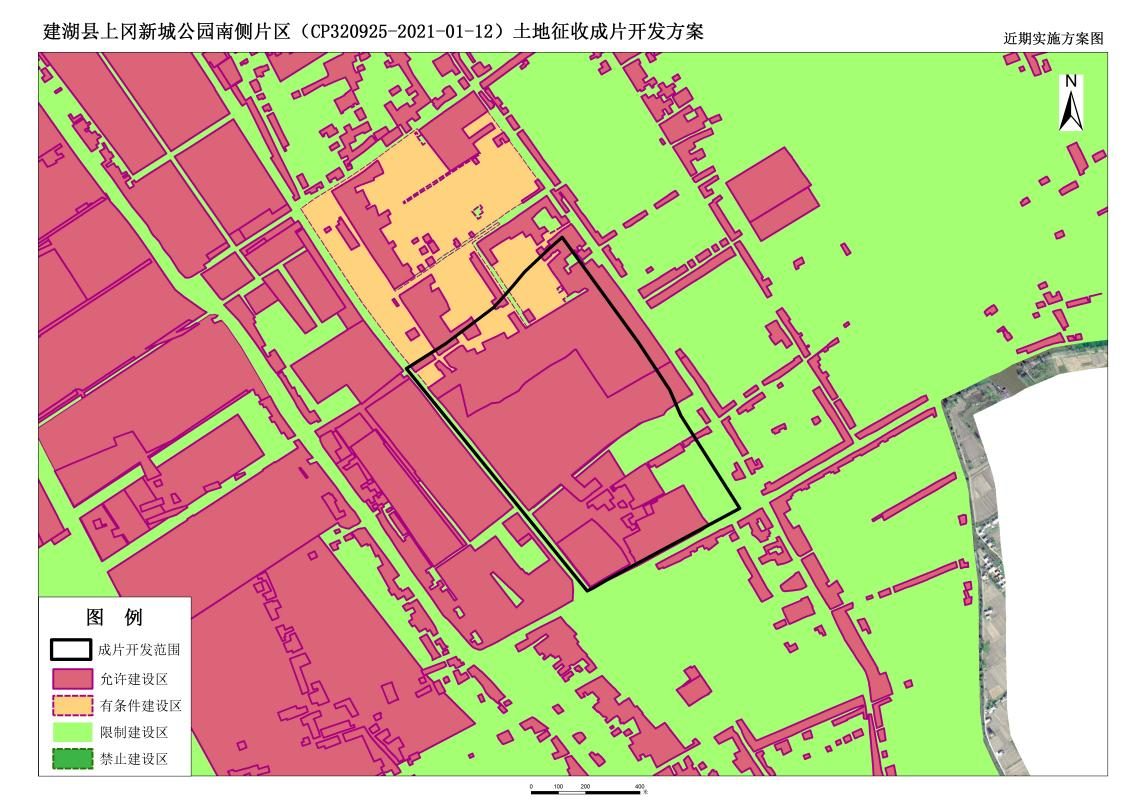 建湖县上冈新城公园南侧片区（CP320925-2021-01-12）土地征收成片开发方案
近期实施方案图
N
图 例
成片开发范围
允许建设区
有条件建设区
限制建设区
禁止建设区
0 100 200 400
米